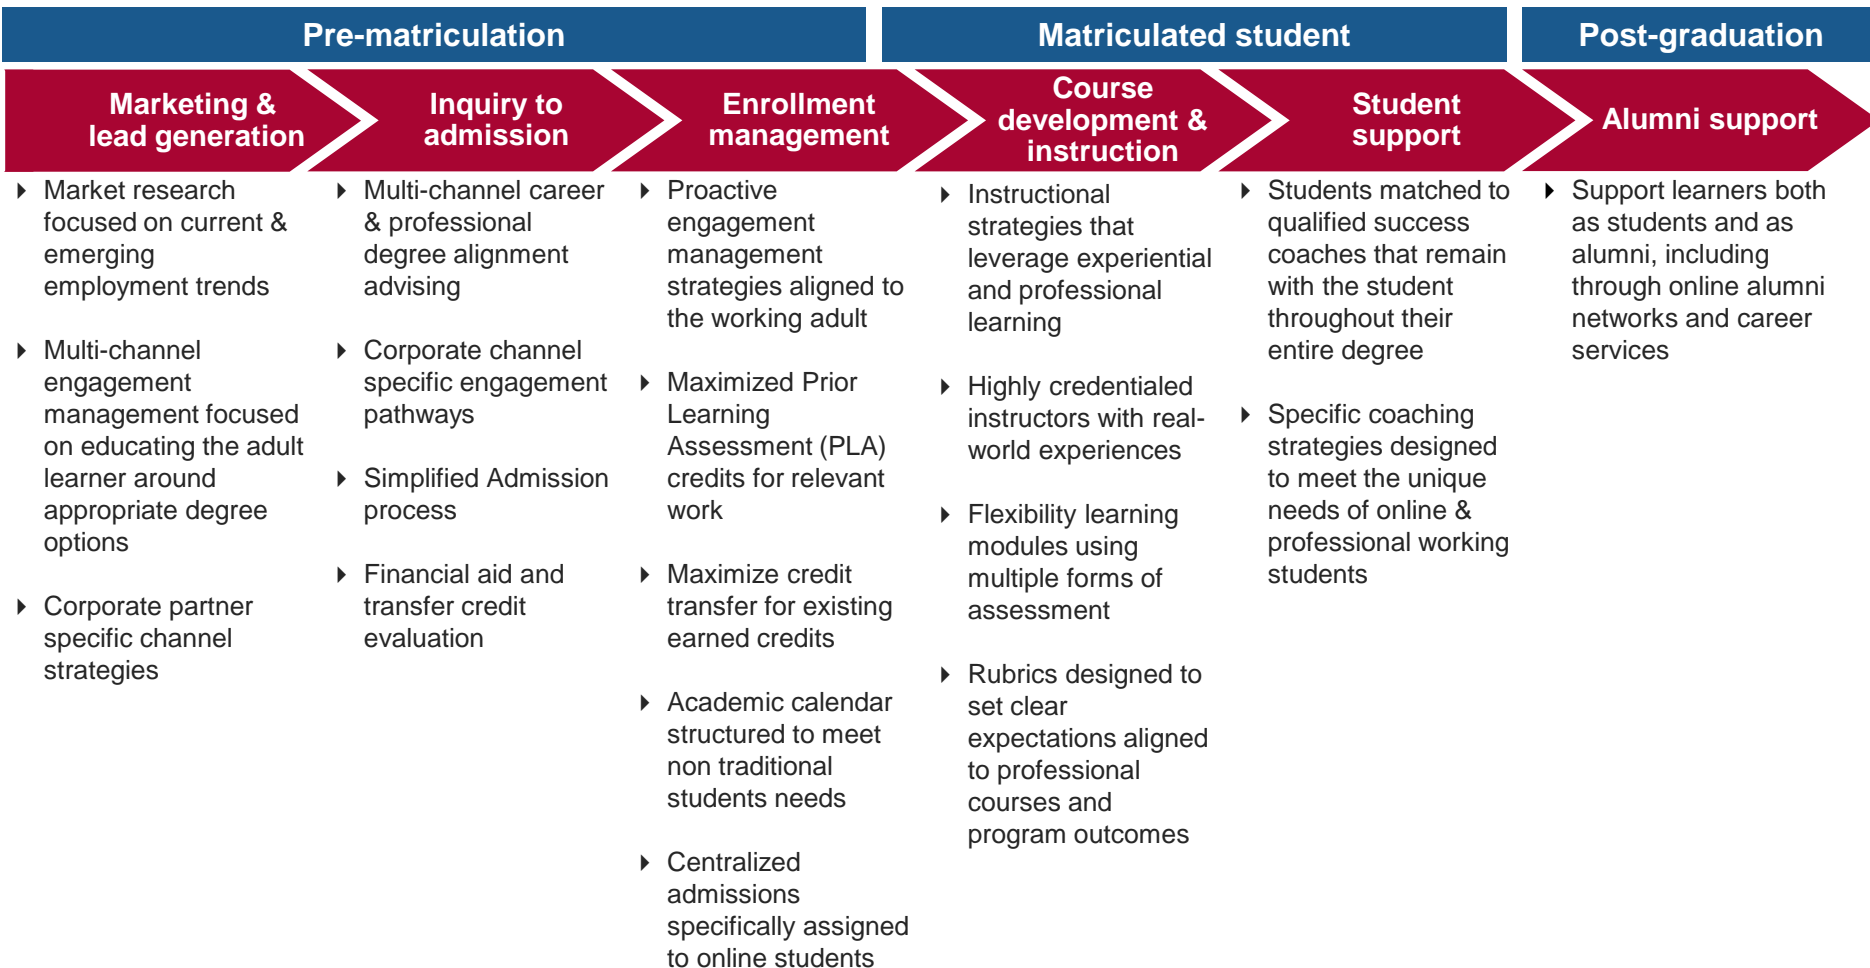 Pre-matriculation
Matriculated student
Post-graduation
Marketing &
lead generation
Inquiry to
admission
Enrollment
management
Course
development &
instruction
Student
support
Alumni support
Market research
focused on current &
emerging
employment trends
Multi-channel
engagement
management focused
on educating the adult
learner around
appropriate degree
options
Corporate partner
specific channel
strategies
Multi-channel career
& professional
degree alignment
advising
Corporate channel
specific engagement
pathways
Simplified Admission
process
Financial aid and
transfer credit
evaluation
Proactive
engagement
management
strategies aligned to
the working adult
Maximized Prior
Learning
Assessment (PLA)
credits for relevant
work
Maximize credit
transfer for existing
earned credits
Academic calendar
structured to meet
non traditional
students needs
Centralized
admissions
specifically assigned
to online students
Instructional
strategies that
leverage experiential
and professional
learning
Highly credentialed
instructors with real-
world experiences
Flexibility learning
modules using
multiple forms of
assessment
Rubrics designed to
set clear
expectations aligned
to professional
courses and
program outcomes
Students matched to
qualified success
coaches that remain
with the student
throughout their
entire degree
Specific coaching
strategies designed
to meet the unique
needs of online &
professional working
students
Support learners both
as students and as
alumni, including
through online alumni
networks and career
services